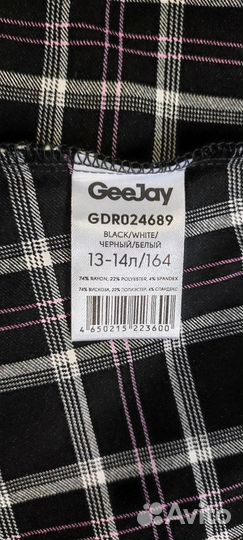 GeeJay
GDR024689
BLACK/WHITE/
ЧЕРНЫЙ/БЕЛЫЙ
13-14л/164
74% RAYON, 22% POLYESTER, 4% SPANDEX
4 650215 223600
74% ВИСКОЗА, 22% ПОЛИЭСТЕР, 4% СПАНДЕКС
Avito